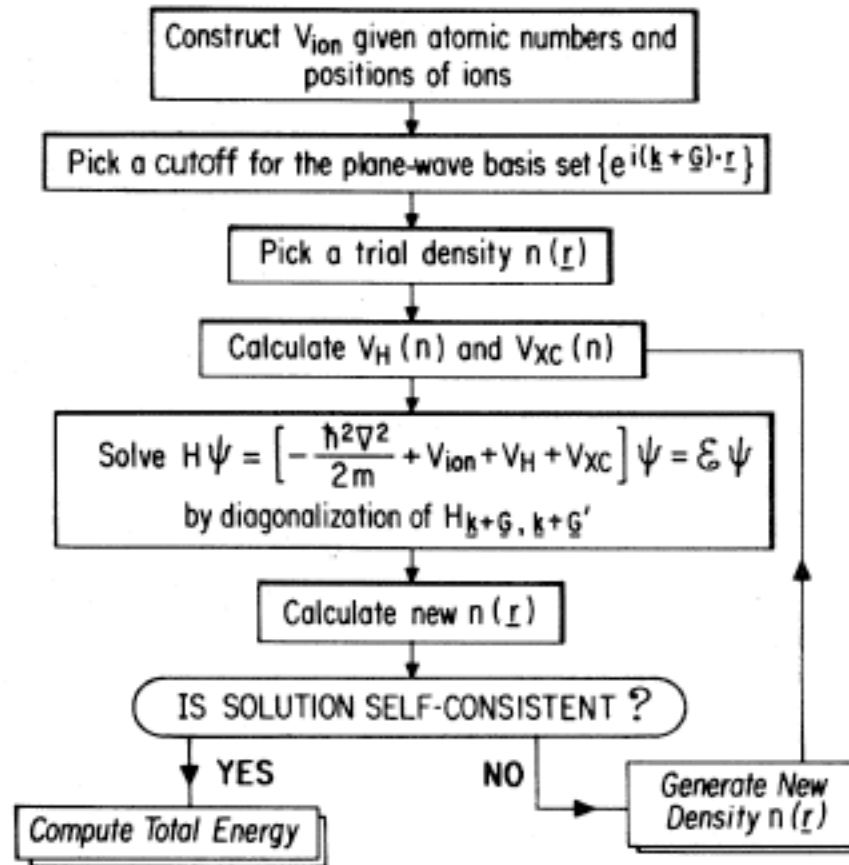 Construct V_ion given atomic numbers and
positions of ions
Pick a cutoff for the plane-wave basis set {e^{i(k + G)·r}}
Pick a trial density n(r)
Calculate V_H(n) and V_XC(n)
Solve Hψ = [-ħ²∇²/2m + V_ion + V_H + V_XC] ψ = ℰ ψ
by diagonalization of H_{k+G, k+G'}
Calculate new n(r)
IS SOLUTION SELF-CONSISTENT ?
YES
NO
Compute Total Energy
Generate New
Density n(r)